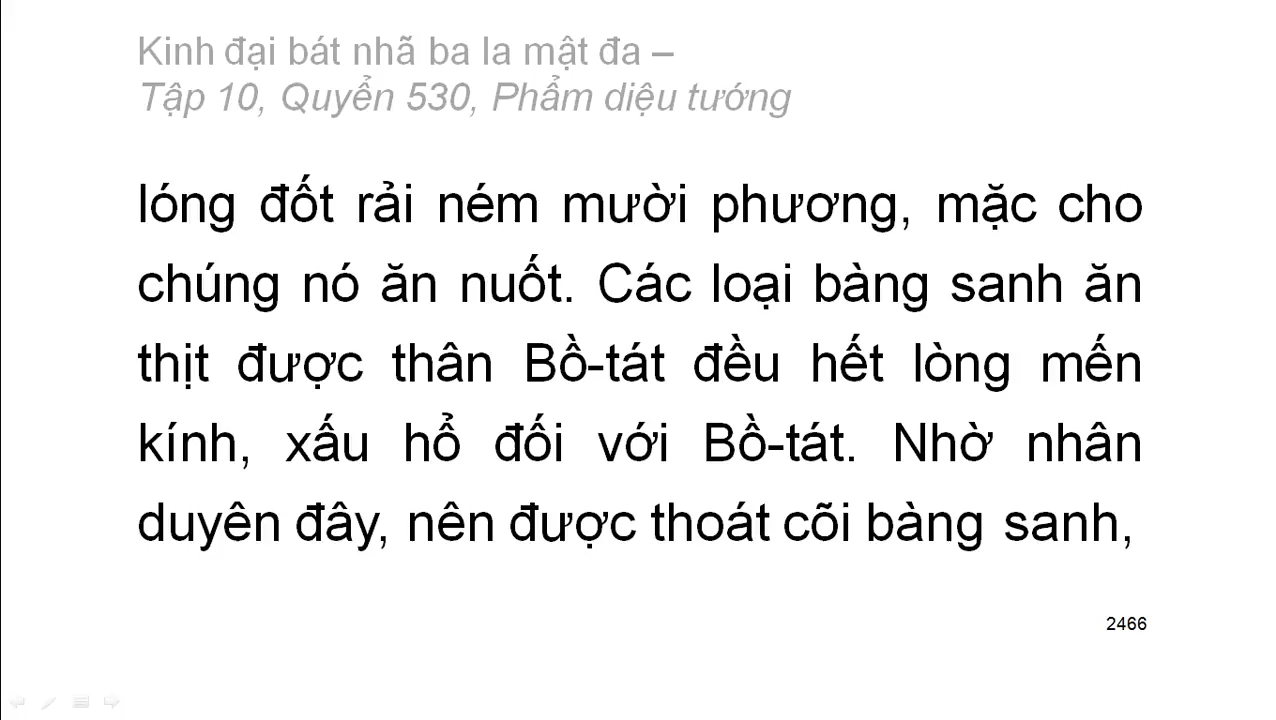 Kinh đại bát nhã ba la mật đa –
Tập 10, Quyển 530, Phẩm diệu tướng
lóng đốt rải ném mười phương, mặc cho
chúng nó ăn nuốt. Các loại bàng sanh ăn
thịt được thân Bồ-tát đều hết lòng mến
kính, xấu hổ đối với Bồ-tát. Nhờ nhân
duyên đây, nên được thoát cõi bàng sanh,
2466